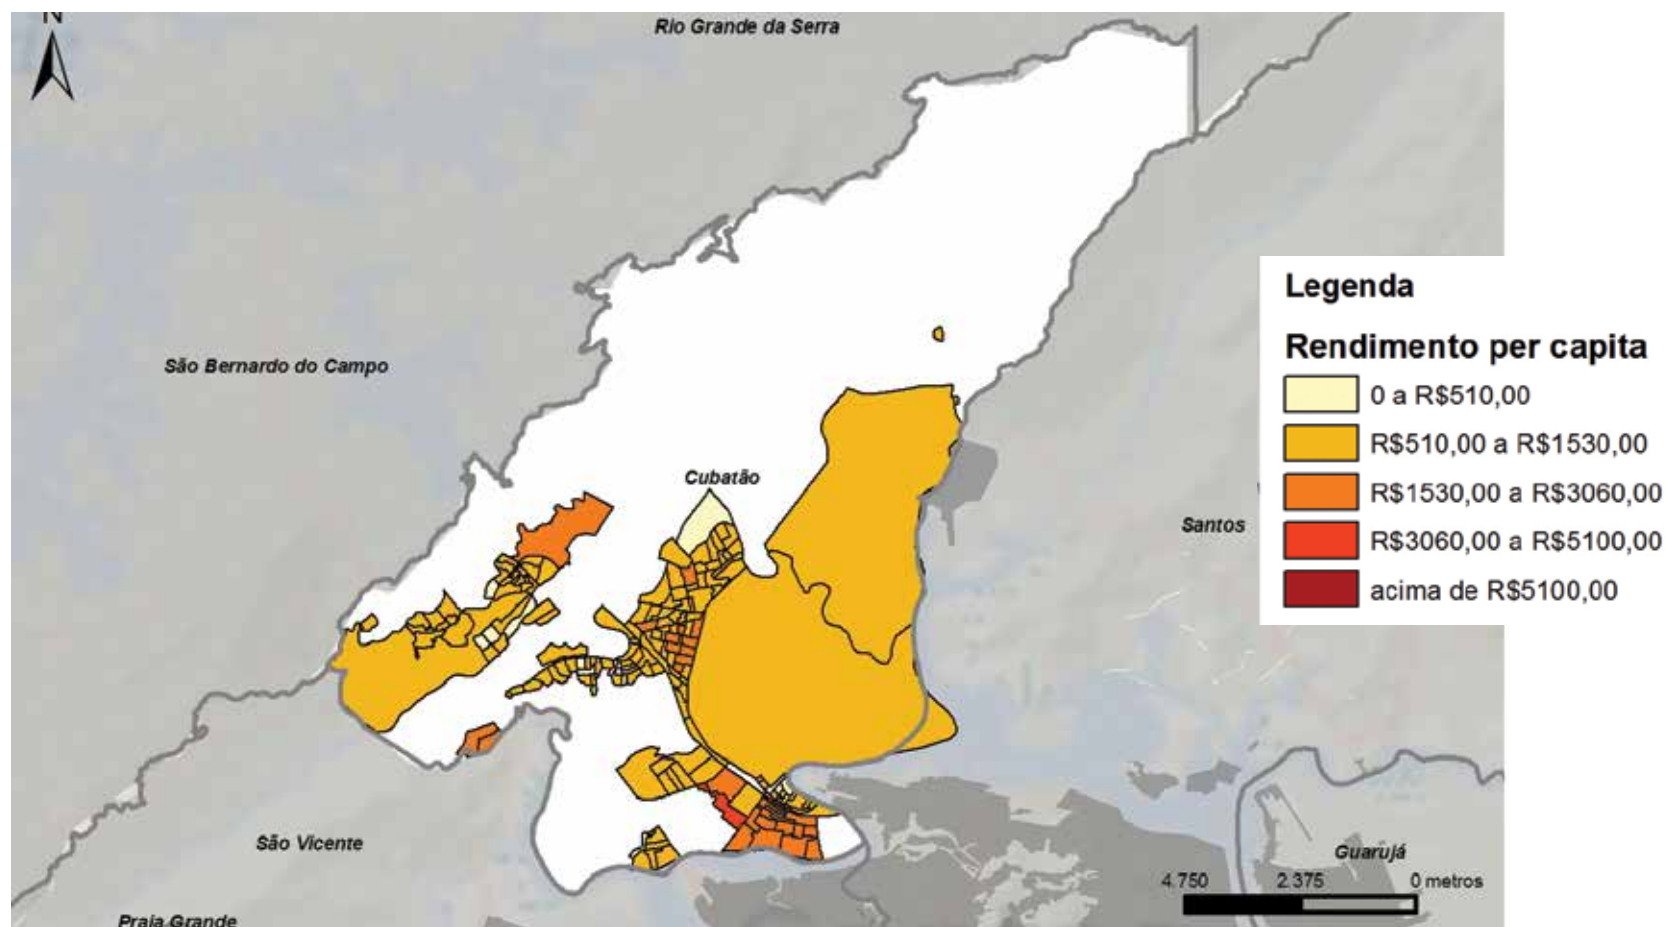 N
Rio Grande da Serra
São Bernardo do Campo
Cubatão
Santos
São Vicente
Guarujá
Praia Grande
Legenda
Rendimento per capita
0 a R$510,00
R$510,00 a R$1530,00
R$1530,00 a R$3060,00
R$3060,00 a R$5100,00
acima de R$5100,00
4.750 2.375 0 metros